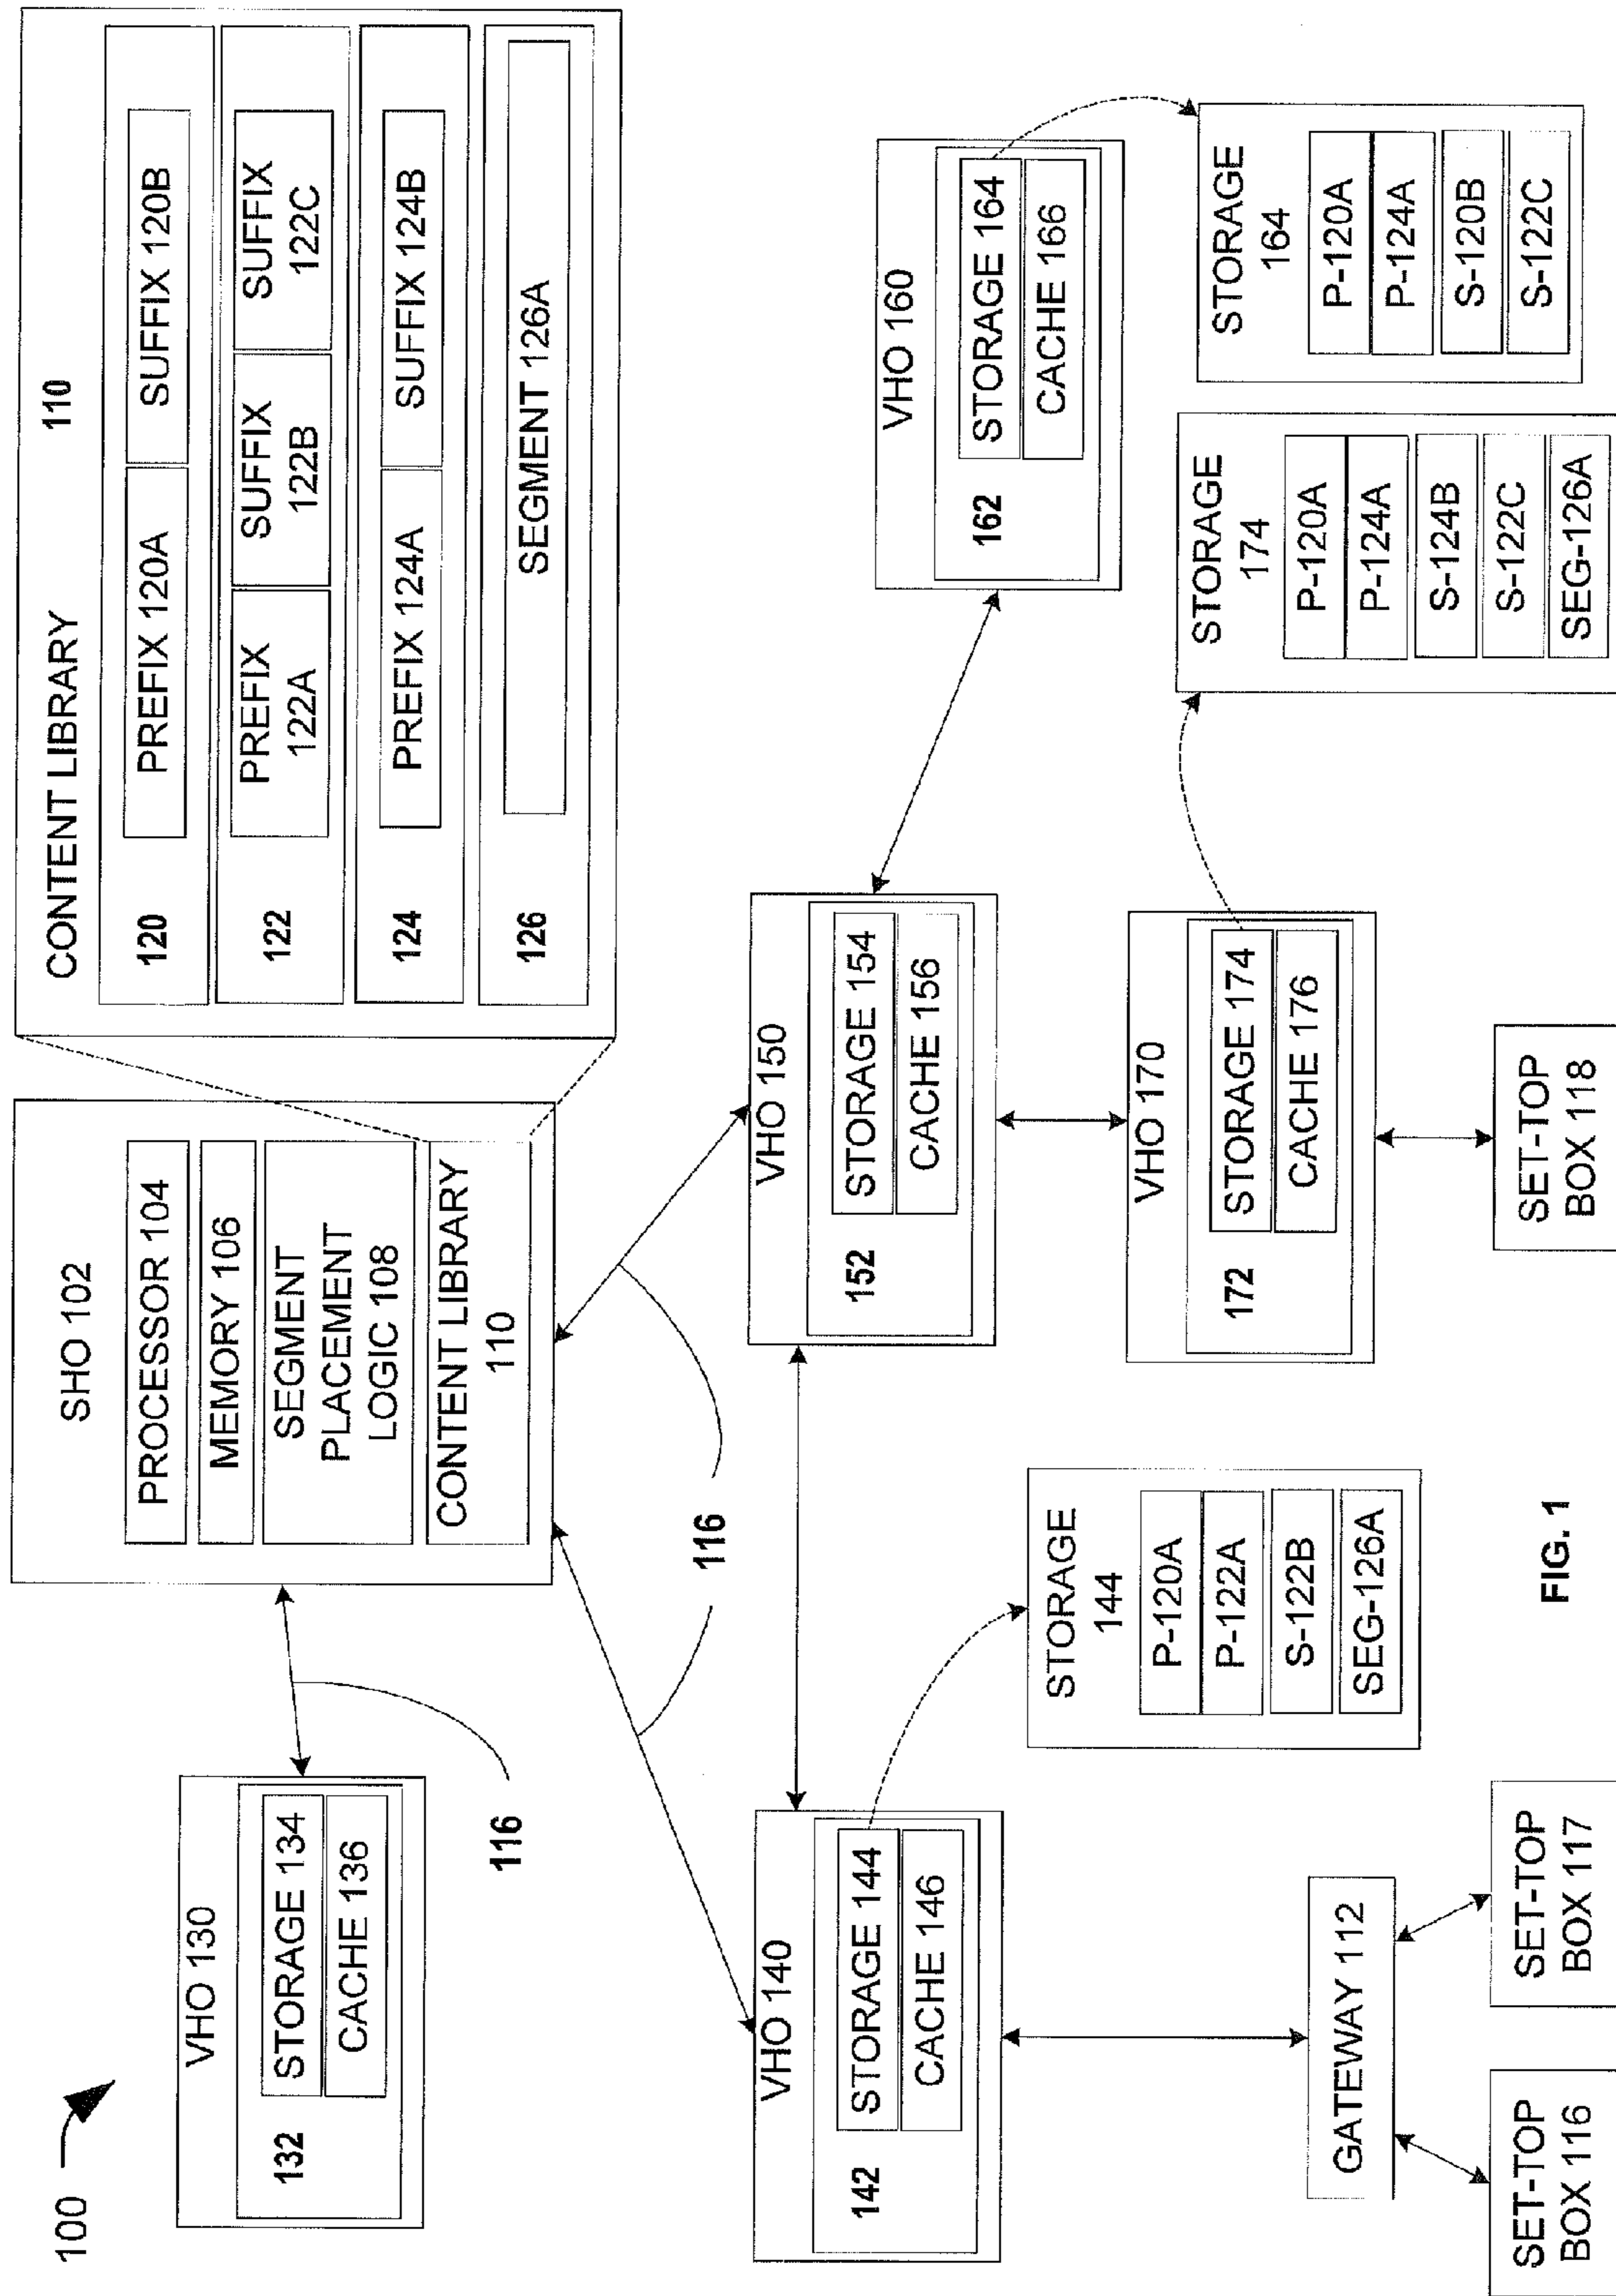 100
VHO 130
132
STORAGE 134
CACHE 136
116
SHO 102
PROCESSOR 104
MEMORY 106
SEGMENT
PLACEMENT
LOGIC 108
CONTENT LIBRARY
110
CONTENT LIBRARY 110
120
PREFIX 120A
SUFFIX 120B
122
PREFIX
122A
SUFFIX
122B
SUFFIX
122C
124
PREFIX 124A
SUFFIX 124B
126
SEGMENT 126A
116
VHO 140
142
STORAGE 144
CACHE 146
VHO 150
152
STORAGE 154
CACHE 156
VHO 160
162
STORAGE 164
CACHE 166
STORAGE
144
P-120A
P-122A
S-122B
SEG-126A
VHO 170
172
STORAGE 174
CACHE 176
STORAGE
174
P-120A
P-124A
S-124B
S-122C
SEG-126A
STORAGE
164
P-120A
P-124A
S-120B
S-122C
GATEWAY 112
SET-TOP
BOX 116
SET-TOP
BOX 117
SET-TOP
BOX 118
FIG. 1